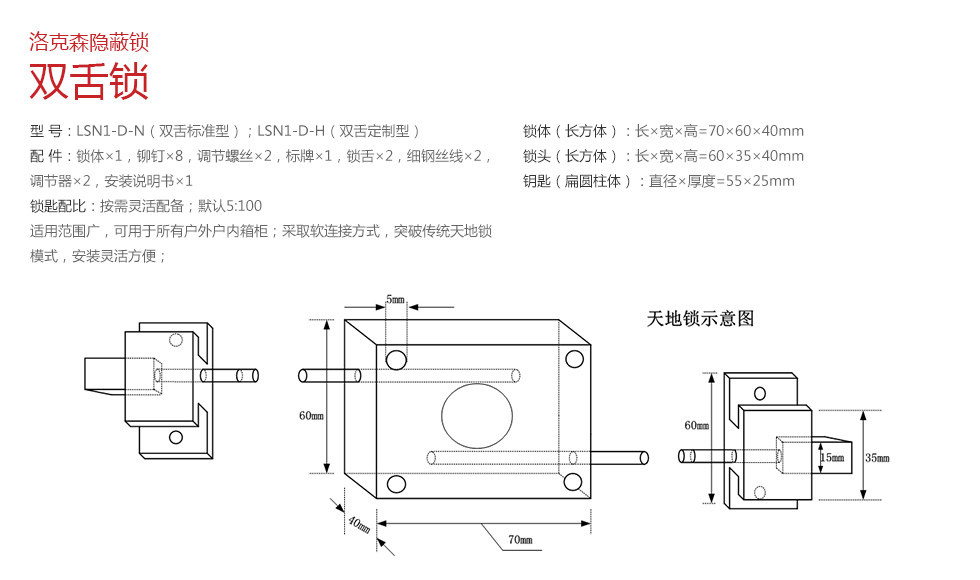 洛克森隐蔽锁
双舌锁
型 号：LSN1-D-N（双舌标准型）；LSN1-D-H（双舌定制型）
配 件：锁体×1，铆钉×8，调节螺丝×2，标牌×1，锁舌×2，细钢丝线×2，
调节器×2，安装说明书×1
锁匙配比：按需灵活配备；默认5:100
适用范围广，可用于所有户外户内箱柜；采取软连接方式，突破传统天地锁
模式，安装灵活方便；
锁体（长方体）：长×宽×高=70×60×40mm
锁头（长方体）：长×宽×高=60×35×40mm
钥匙（扁圆柱体）：直径×厚度=55×25mm
5mm
天地锁示意图
60mm
60mm
15mm
35mm
40mm
70mm